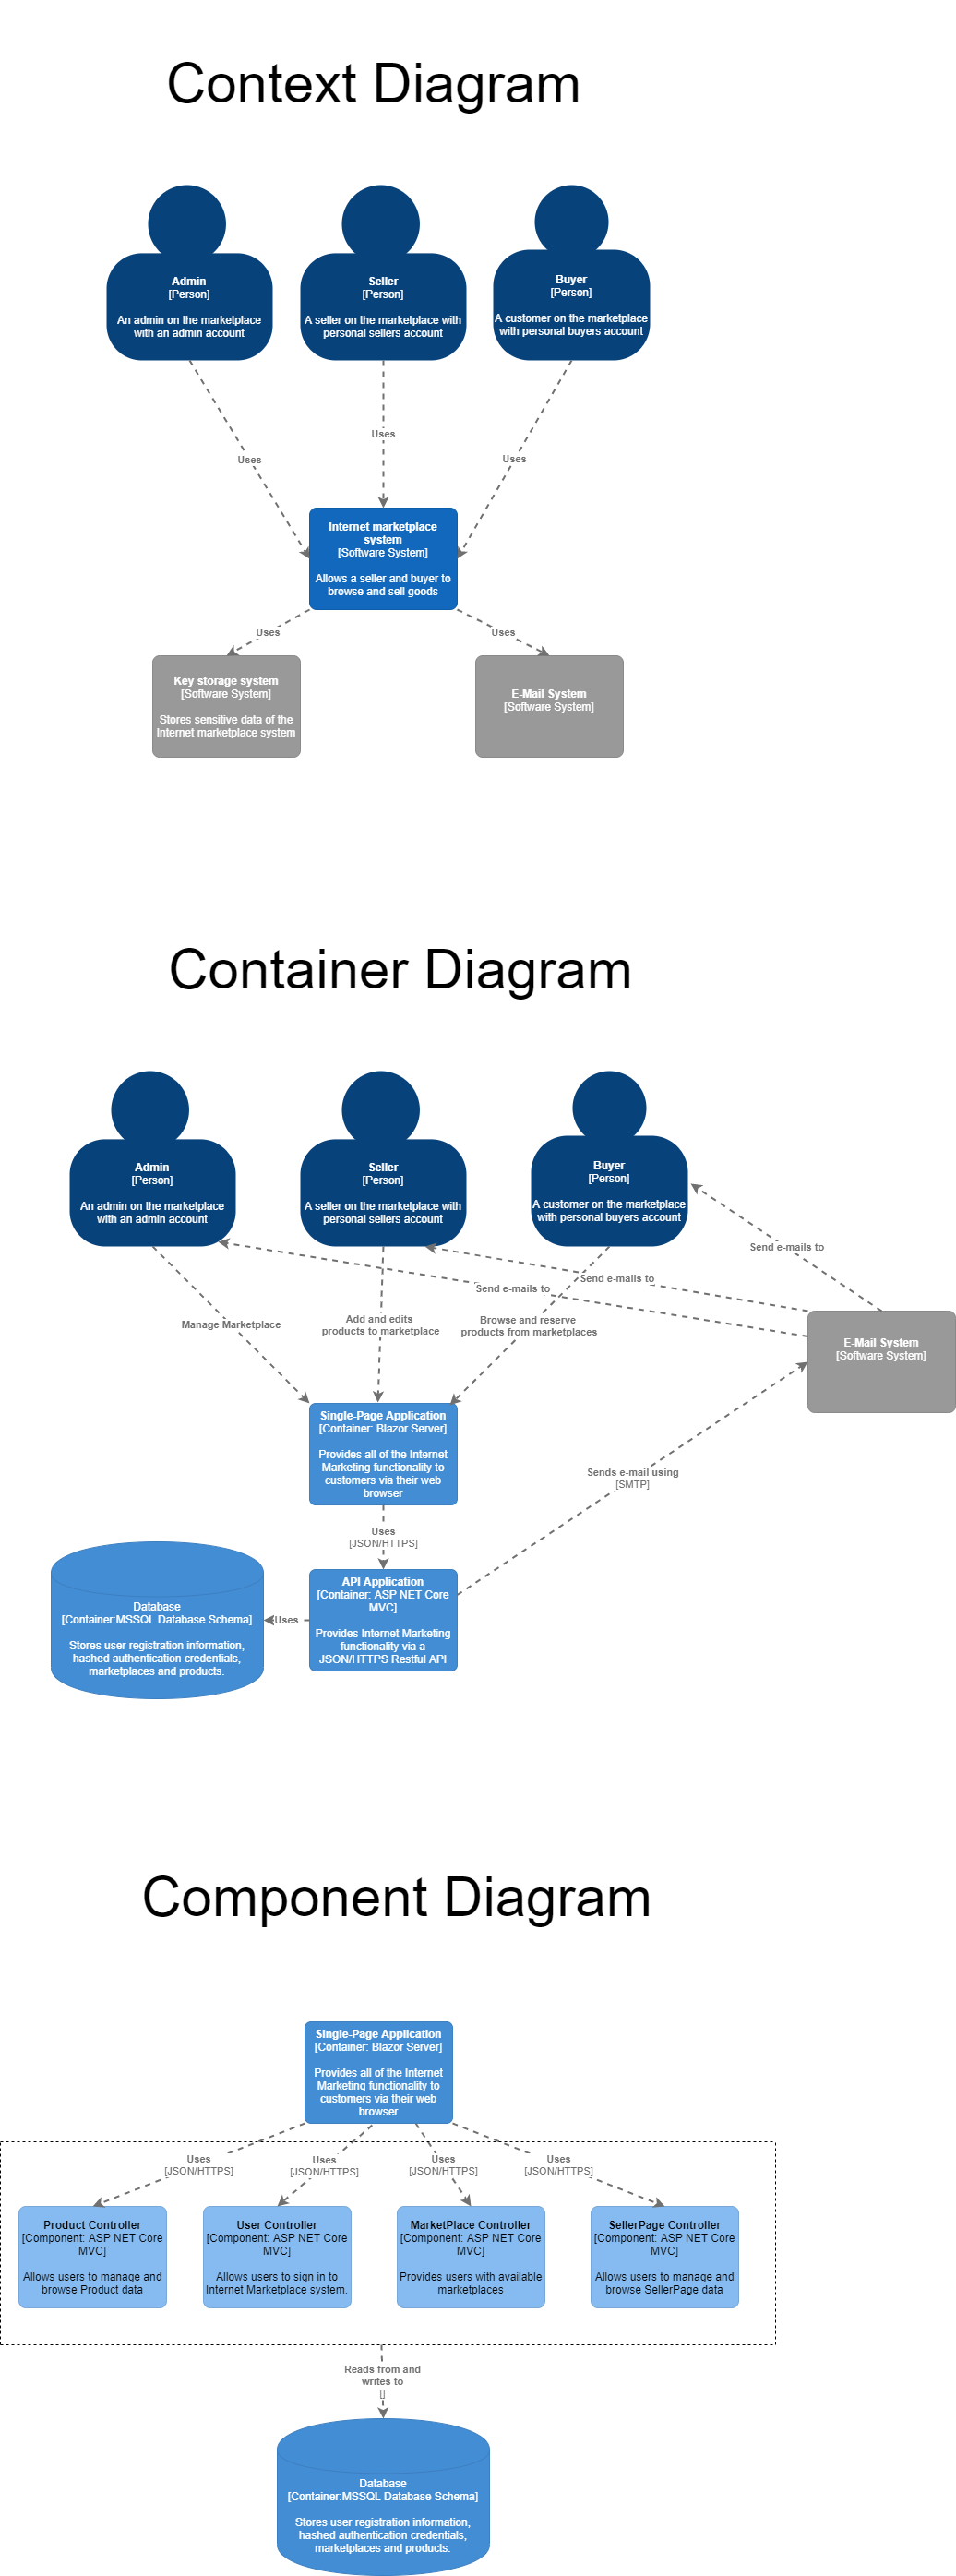 Context Diagram
Admin
[Person]
An admin on the marketplace
with an admin account
Seller
[Person]
A seller on the marketplace with
personal sellers account
Buyer
[Person]
A customer on the marketplace
with personal buyers account
Uses
Uses
Uses
Internet marketplace
system
[Software System]
Allows a seller and buyer to
browse and sell goods
Uses
Uses
Key storage system
[Software System]
Stores sensitive data of the
Internet marketplace system
E-Mail System
[Software System]
Container Diagram
Admin
[Person]
An admin on the marketplace
with an admin account
Seller
[Person]
A seller on the marketplace with
personal sellers account
Buyer
[Person]
A customer on the marketplace
with personal buyers account
Send e-mails to
Send e-mails to
Send e-mails to
Manage Marketplace
Add and edits
products to marketplace
Browse and reserve
products from marketplaces
E-Mail System
[Software System]
Single-Page Application
[Container: Blazor Server]
Provides all of the Internet
Marketing functionality to
customers via their web
browser
Sends e-mail using
[SMTP]
Uses
[JSON/HTTPS]
API Application
[Container: ASP NET Core
MVC]
Provides Internet Marketing
functionality via a
JSON/HTTPS Restful API
Uses
Database
[Container:MSSQL Database Schema]
Stores user registration information,
hashed authentication credentials,
marketplaces and products.
Component Diagram
Single-Page Application
[Container: Blazor Server]
Provides all of the Internet
Marketing functionality to
customers via their web
browser
Uses
[JSON/HTTPS]
Uses
[JSON/HTTPS]
Uses
[JSON/HTTPS]
Uses
[JSON/HTTPS]
Product Controller
[Component: ASP NET Core
MVC]
Allows users to manage and
browse Product data
User Controller
[Component: ASP NET Core
MVC]
Allows users to sign in to
Internet Marketplace system.
MarketPlace Controller
[Component: ASP NET Core
MVC]
Provides users with available
marketplaces
SellerPage Controller
[Component: ASP NET Core
MVC]
Allows users to manage and
browse SellerPage data
Reads from and
writes to
[]
Database
[Container:MSSQL Database Schema]
Stores user registration information,
hashed authentication credentials,
marketplaces and products.